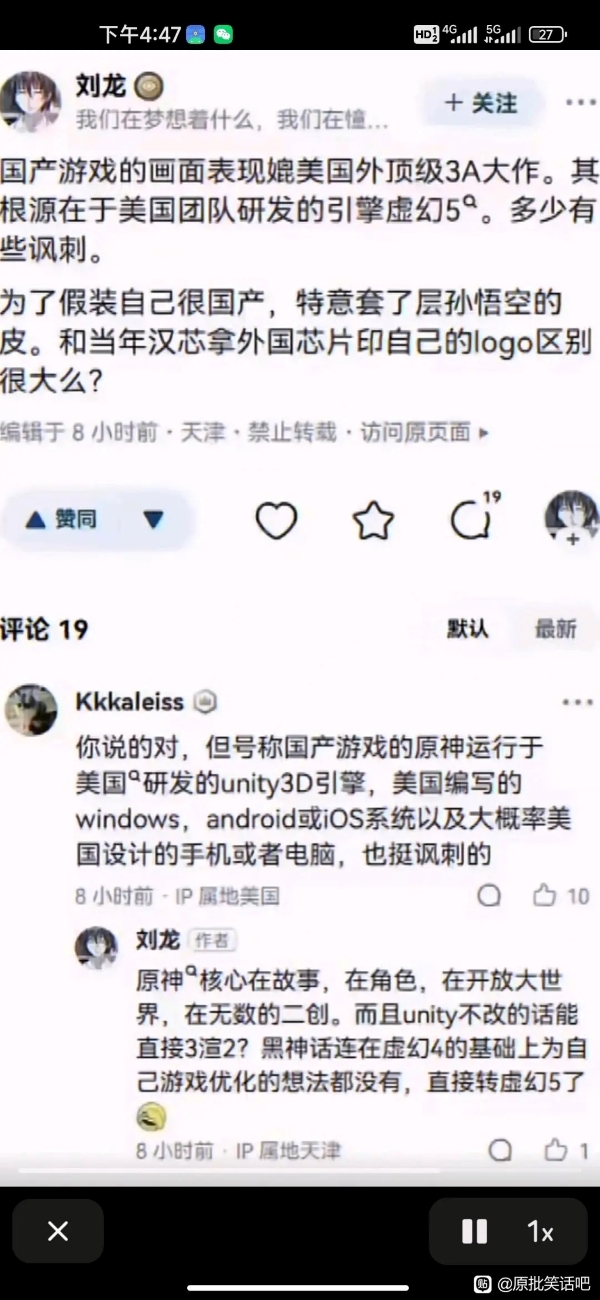 下午4:47
HD 1 2 4G 5G 27
刘龙
我们在梦想着什么，我们在憧...
+ 关注
国产游戏的画面表现媲美国外顶级3A大作。其
根源在于美国团队研发的引擎虚幻5。多少有
些讽刺。
为了假装自己很国产，特意套了层孙悟空的
皮。和当年汉芯拿外国芯片印自己的logo区别
很大么？
编辑于 8 小时前 · 天津 · 禁止转载 · 访问原页面
赞同
19
评论 19
默认 最新
Kkkaleiss
你说的对，但号称国产游戏的原神运行于
美国研发的unity3D引擎，美国编写的
windows，android或iOS系统以及大概率美
国设计的手机或者电脑，也挺讽刺的
8 小时前 · IP 属地美国
10
刘龙 作者
原神核心在故事，在角色，在开放大世
界，在无数的二创。而且unity不改的话能
直接3渲2？黑神话连在虚幻4的基础上为自
己游戏优化的想法都没有，直接转虚幻5了
8 小时前 · IP 属地天津
1
1x
贴 @原批笑话吧